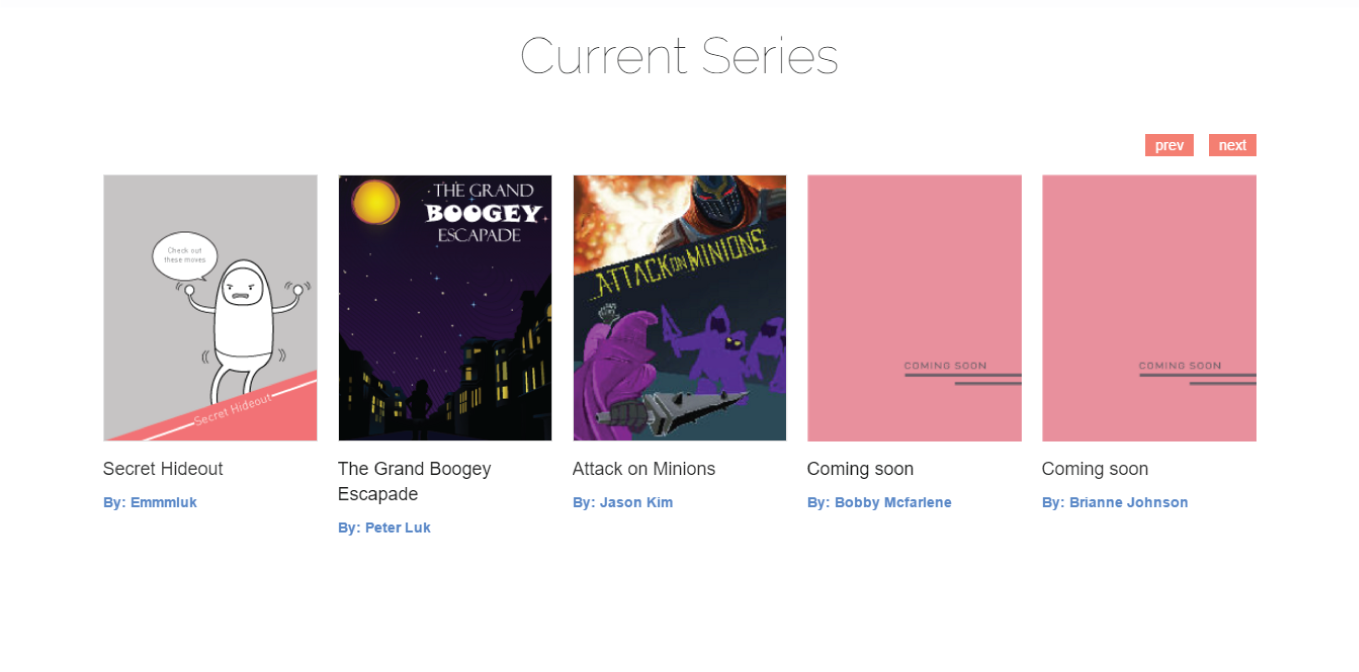 Current Series
prev next
Check out
these moves
Secret Hideout
THE GRAND
BOOGEY
ESCAPADE
ATTACK ON MINIONS
COMING SOON
COMING SOON
Secret Hideout
By: Emmmluk
The Grand Boogey
Escapade
By: Peter Luk
Attack on Minions
By: Jason Kim
Coming soon
By: Bobby Mcfarlene
Coming soon
By: Brianne Johnson